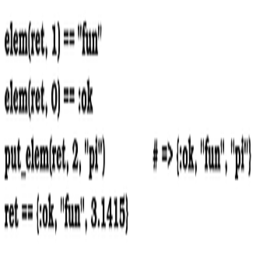 elem(ret, 1) == "fun"
elem(ret, 0) == :ok
put_elem(ret, 2, "pi") # => {:ok, "fun", "pi"}
ret == {:ok, "fun", 3.1415}